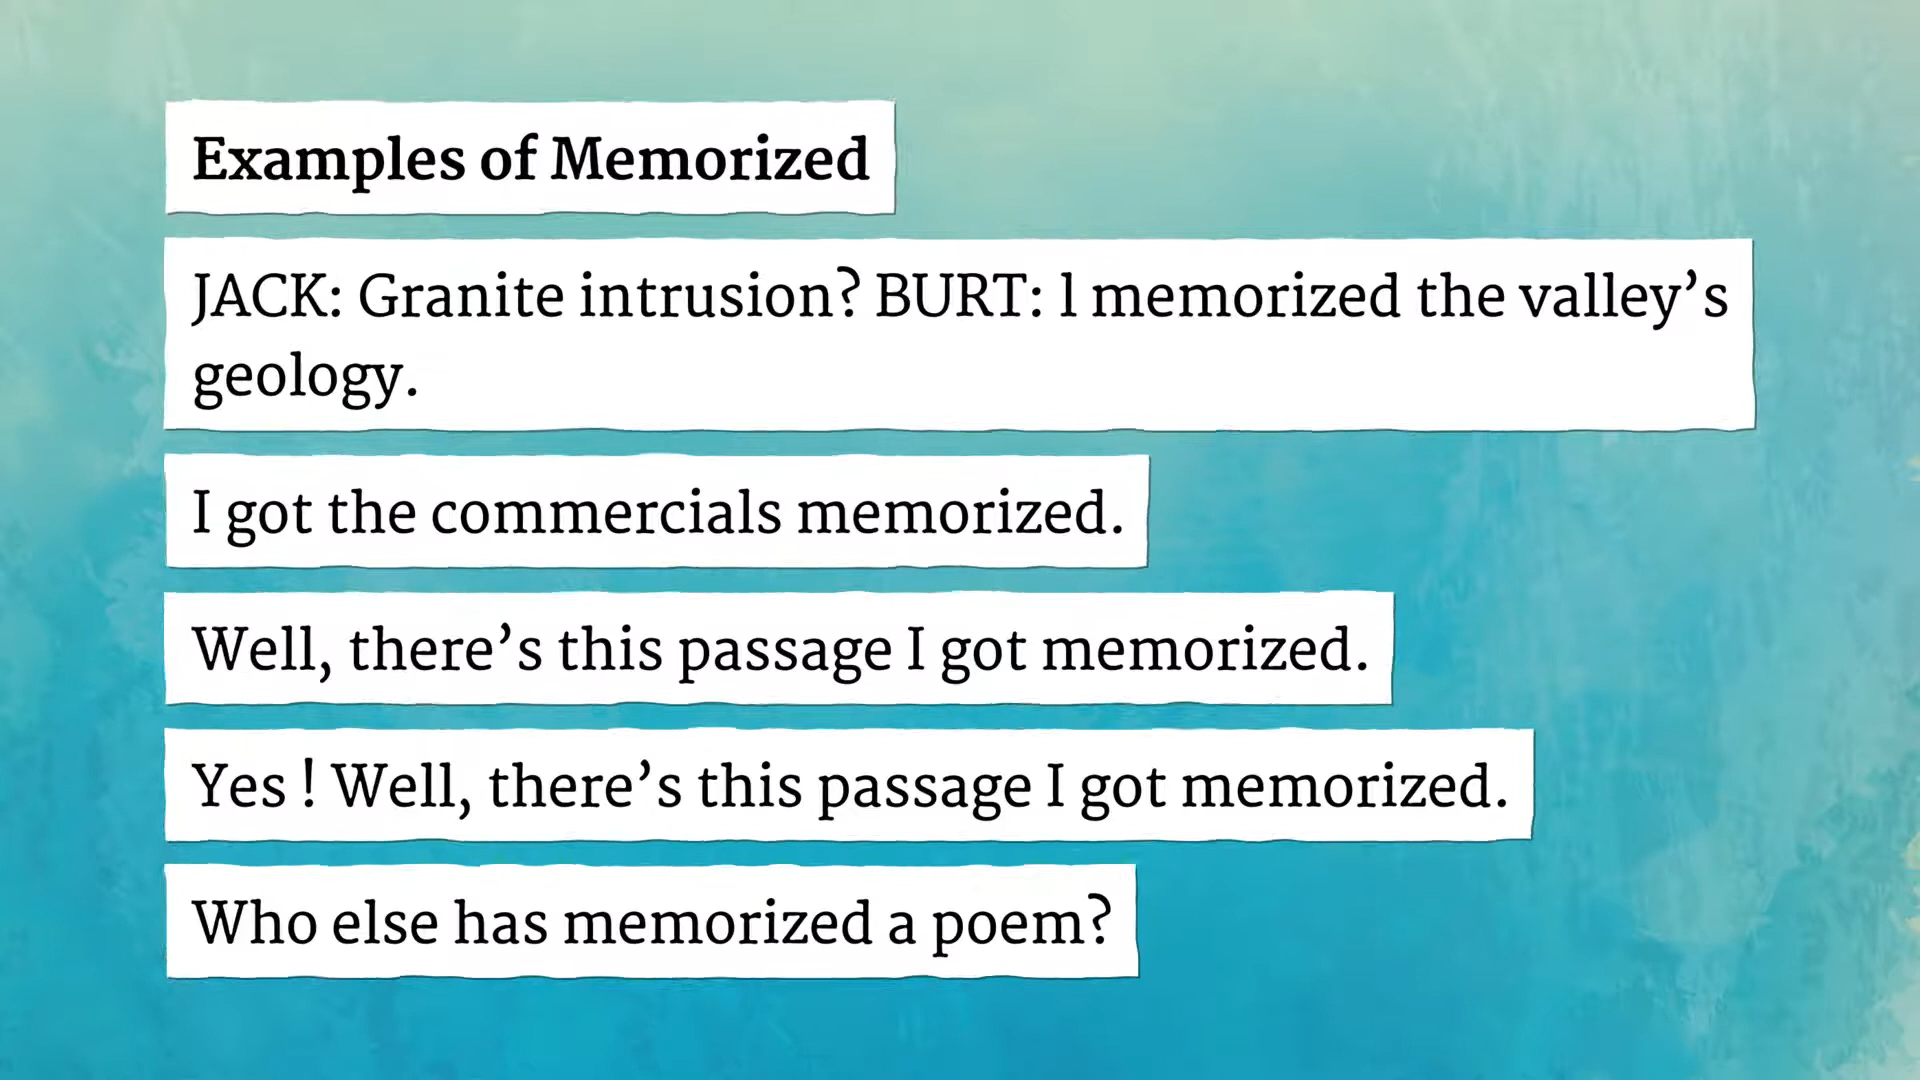 Examples of Memorized
JACK: Granite intrusion? BURT: l memorized the valley’s
geology.
I got the commercials memorized.
Well, there’s this passage I got memorized.
Yes ! Well, there’s this passage I got memorized.
Who else has memorized a poem?